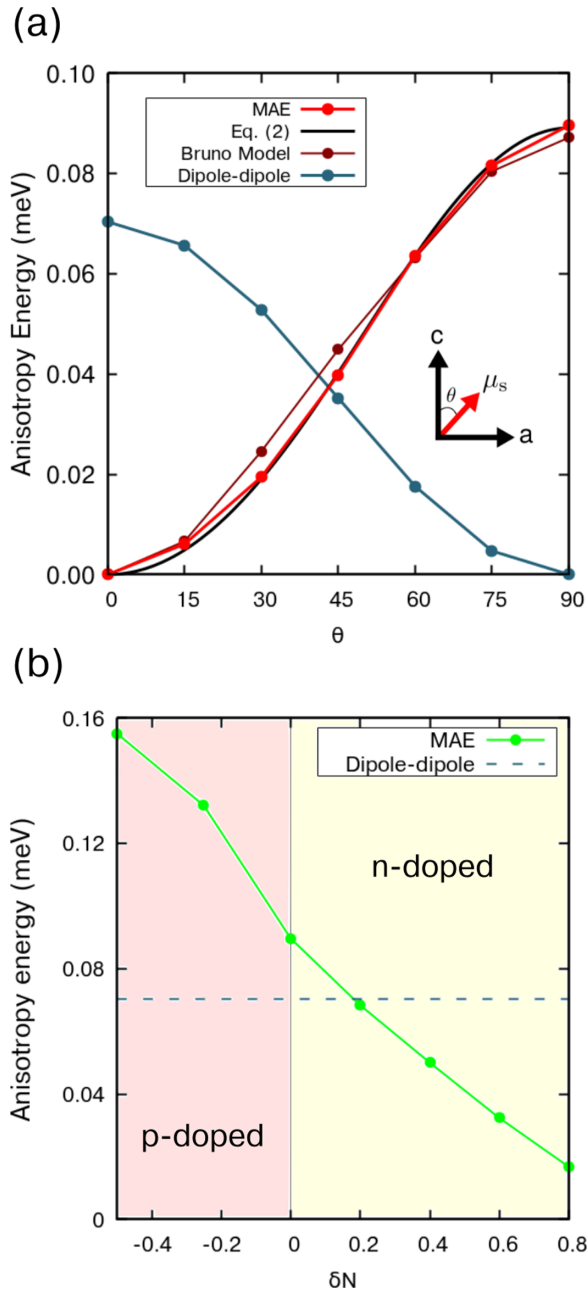 (a)
0.10
MAE
Eq. (2)
Bruno Model
Dipole-dipole
0.08
0.06
0.04
0.02
0.00
Anisotropy Energy (meV)
c
θ
μs
a
0 15 30 45 60 75 90
θ
(b)
0.16
MAE
Dipole-dipole
0.12
n-doped
0.08
0.04
p-doped
0
Anisotropy energy (meV)
-0.4 -0.2 0 0.2 0.4 0.6 0.8
δN